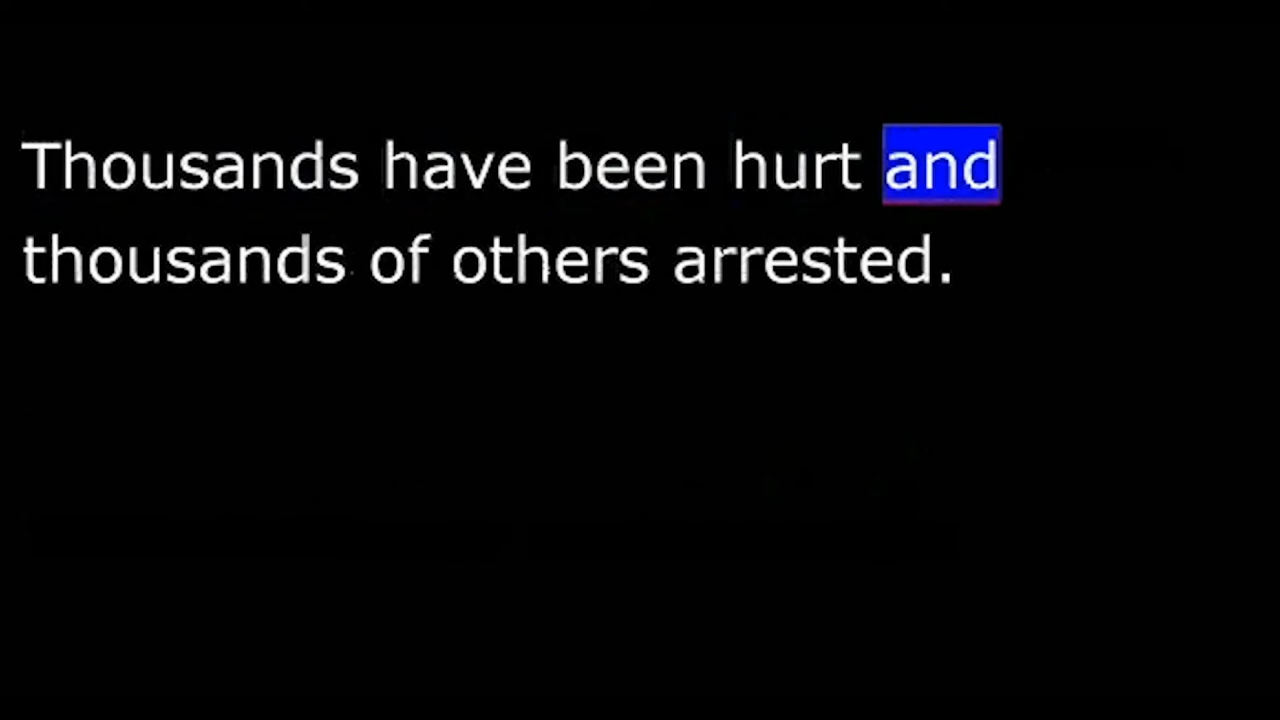 Thousands have been hurt and
thousands of others arrested.